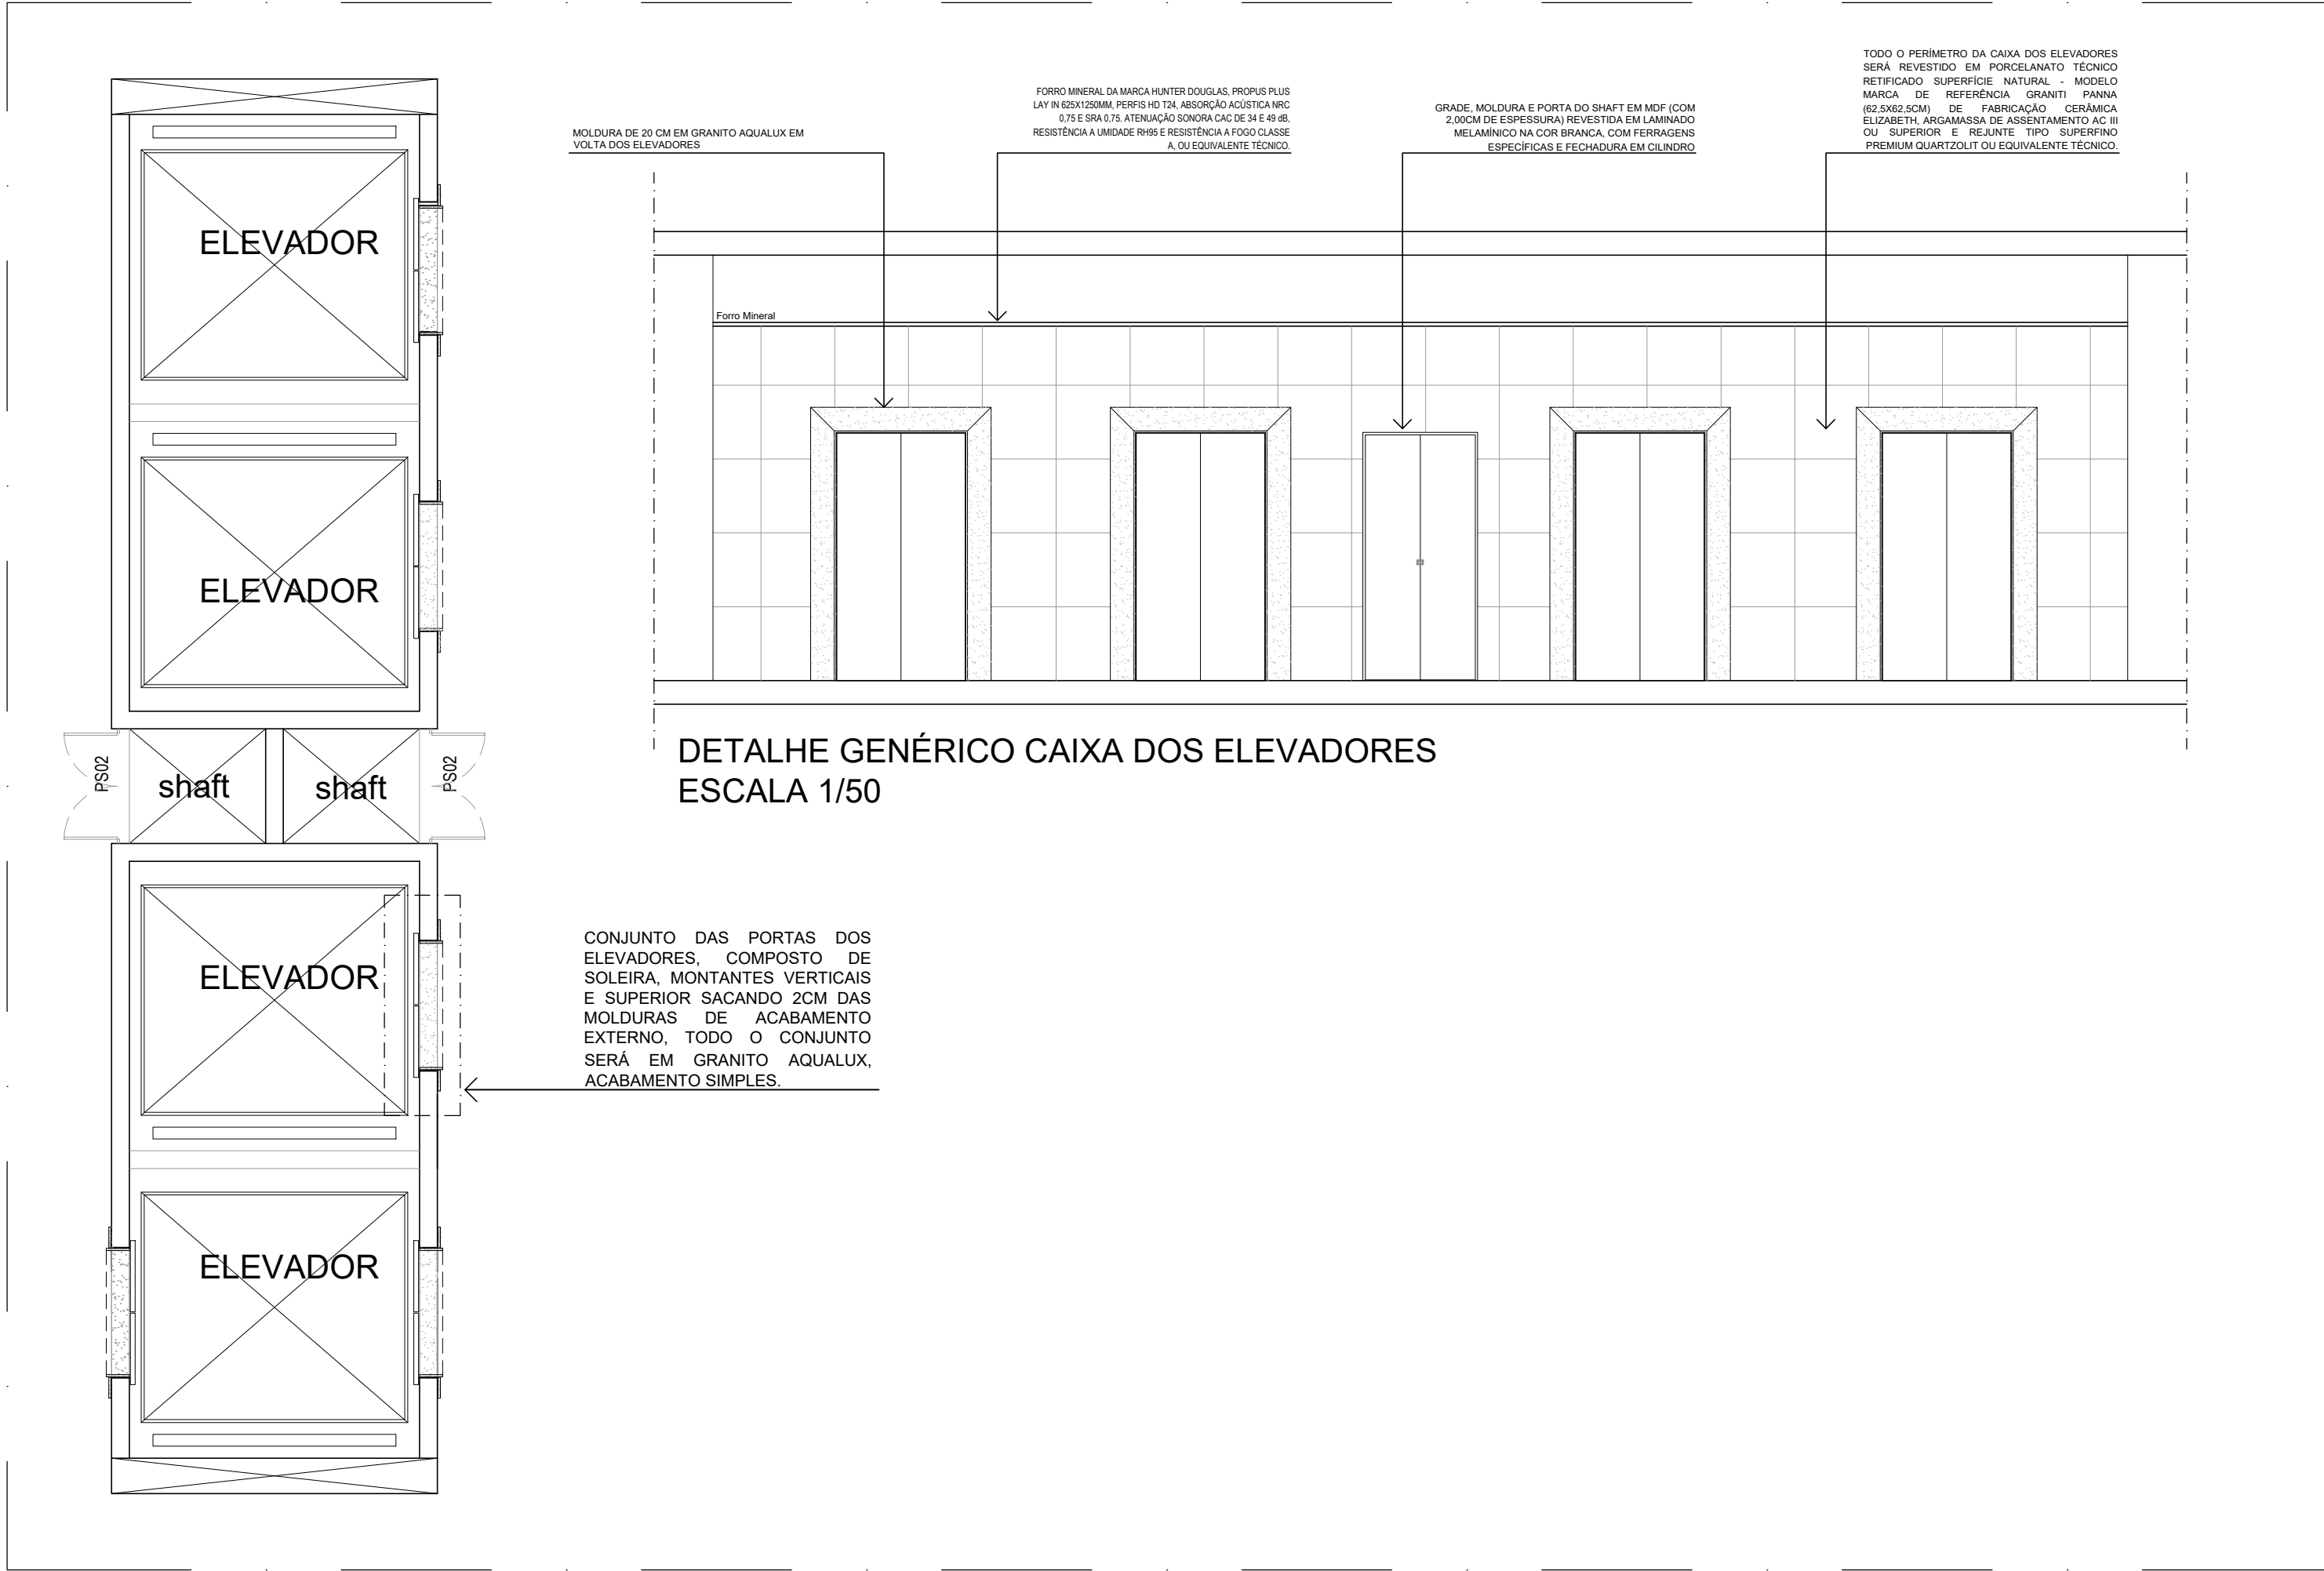 MOLDURA DE 20 CM EM GRANITO AQUALUX EM
VOLTA DOS ELEVADORES
FORRO MINERAL DA MARCA HUNTER DOUGLAS, PROPUS PLUS
LAY IN 625X1250MM, PERFIS HD T24, ABSORÇÃO ACÚSTICA NRC
0,75 E SRA 0,75. ATENUAÇÃO SONORA CAC DE 34 E 49 dB,
RESISTÊNCIA A UMIDADE RH95 E RESISTÊNCIA A FOGO CLASSE
A, OU EQUIVALENTE TÉCNICO.
GRADE, MOLDURA E PORTA DO SHAFT EM MDF (COM
2,00CM DE ESPESSURA) REVESTIDA EM LAMINADO
MELAMÍNICO NA COR BRANCA, COM FERRAGENS
ESPECÍFICAS E FECHADURA EM CILINDRO
TODO O PERÍMETRO DA CAIXA DOS ELEVADORES
SERÁ REVESTIDO EM PORCELANATO TÉCNICO
RETIFICADO SUPERFÍCIE NATURAL - MODELO
MARCA DE REFERÊNCIA GRANITI PANNA
(62,5X62,5CM) DE FABRICAÇÃO CERÂMICA
ELIZABETH, ARGAMASSA DE ASSENTAMENTO AC III
OU SUPERIOR E REJUNTE TIPO SUPERFINO
PREMIUM QUARTZOLIT OU EQUIVALENTE TÉCNICO.
Forro Mineral
DETALHE GENÉRICO CAIXA DOS ELEVADORES
ESCALA 1/50
ELEVADOR
ELEVADOR
PS02
shaft
shaft
PS02
ELEVADOR
ELEVADOR
CONJUNTO DAS PORTAS DOS
ELEVADORES, COMPOSTO DE
SOLEIRA, MONTANTES VERTICAIS
E SUPERIOR SACANDO 2CM DAS
MOLDURAS DE ACABAMENTO
EXTERNO, TODO O CONJUNTO
SERÁ EM GRANITO AQUALUX,
ACABAMENTO SIMPLES.